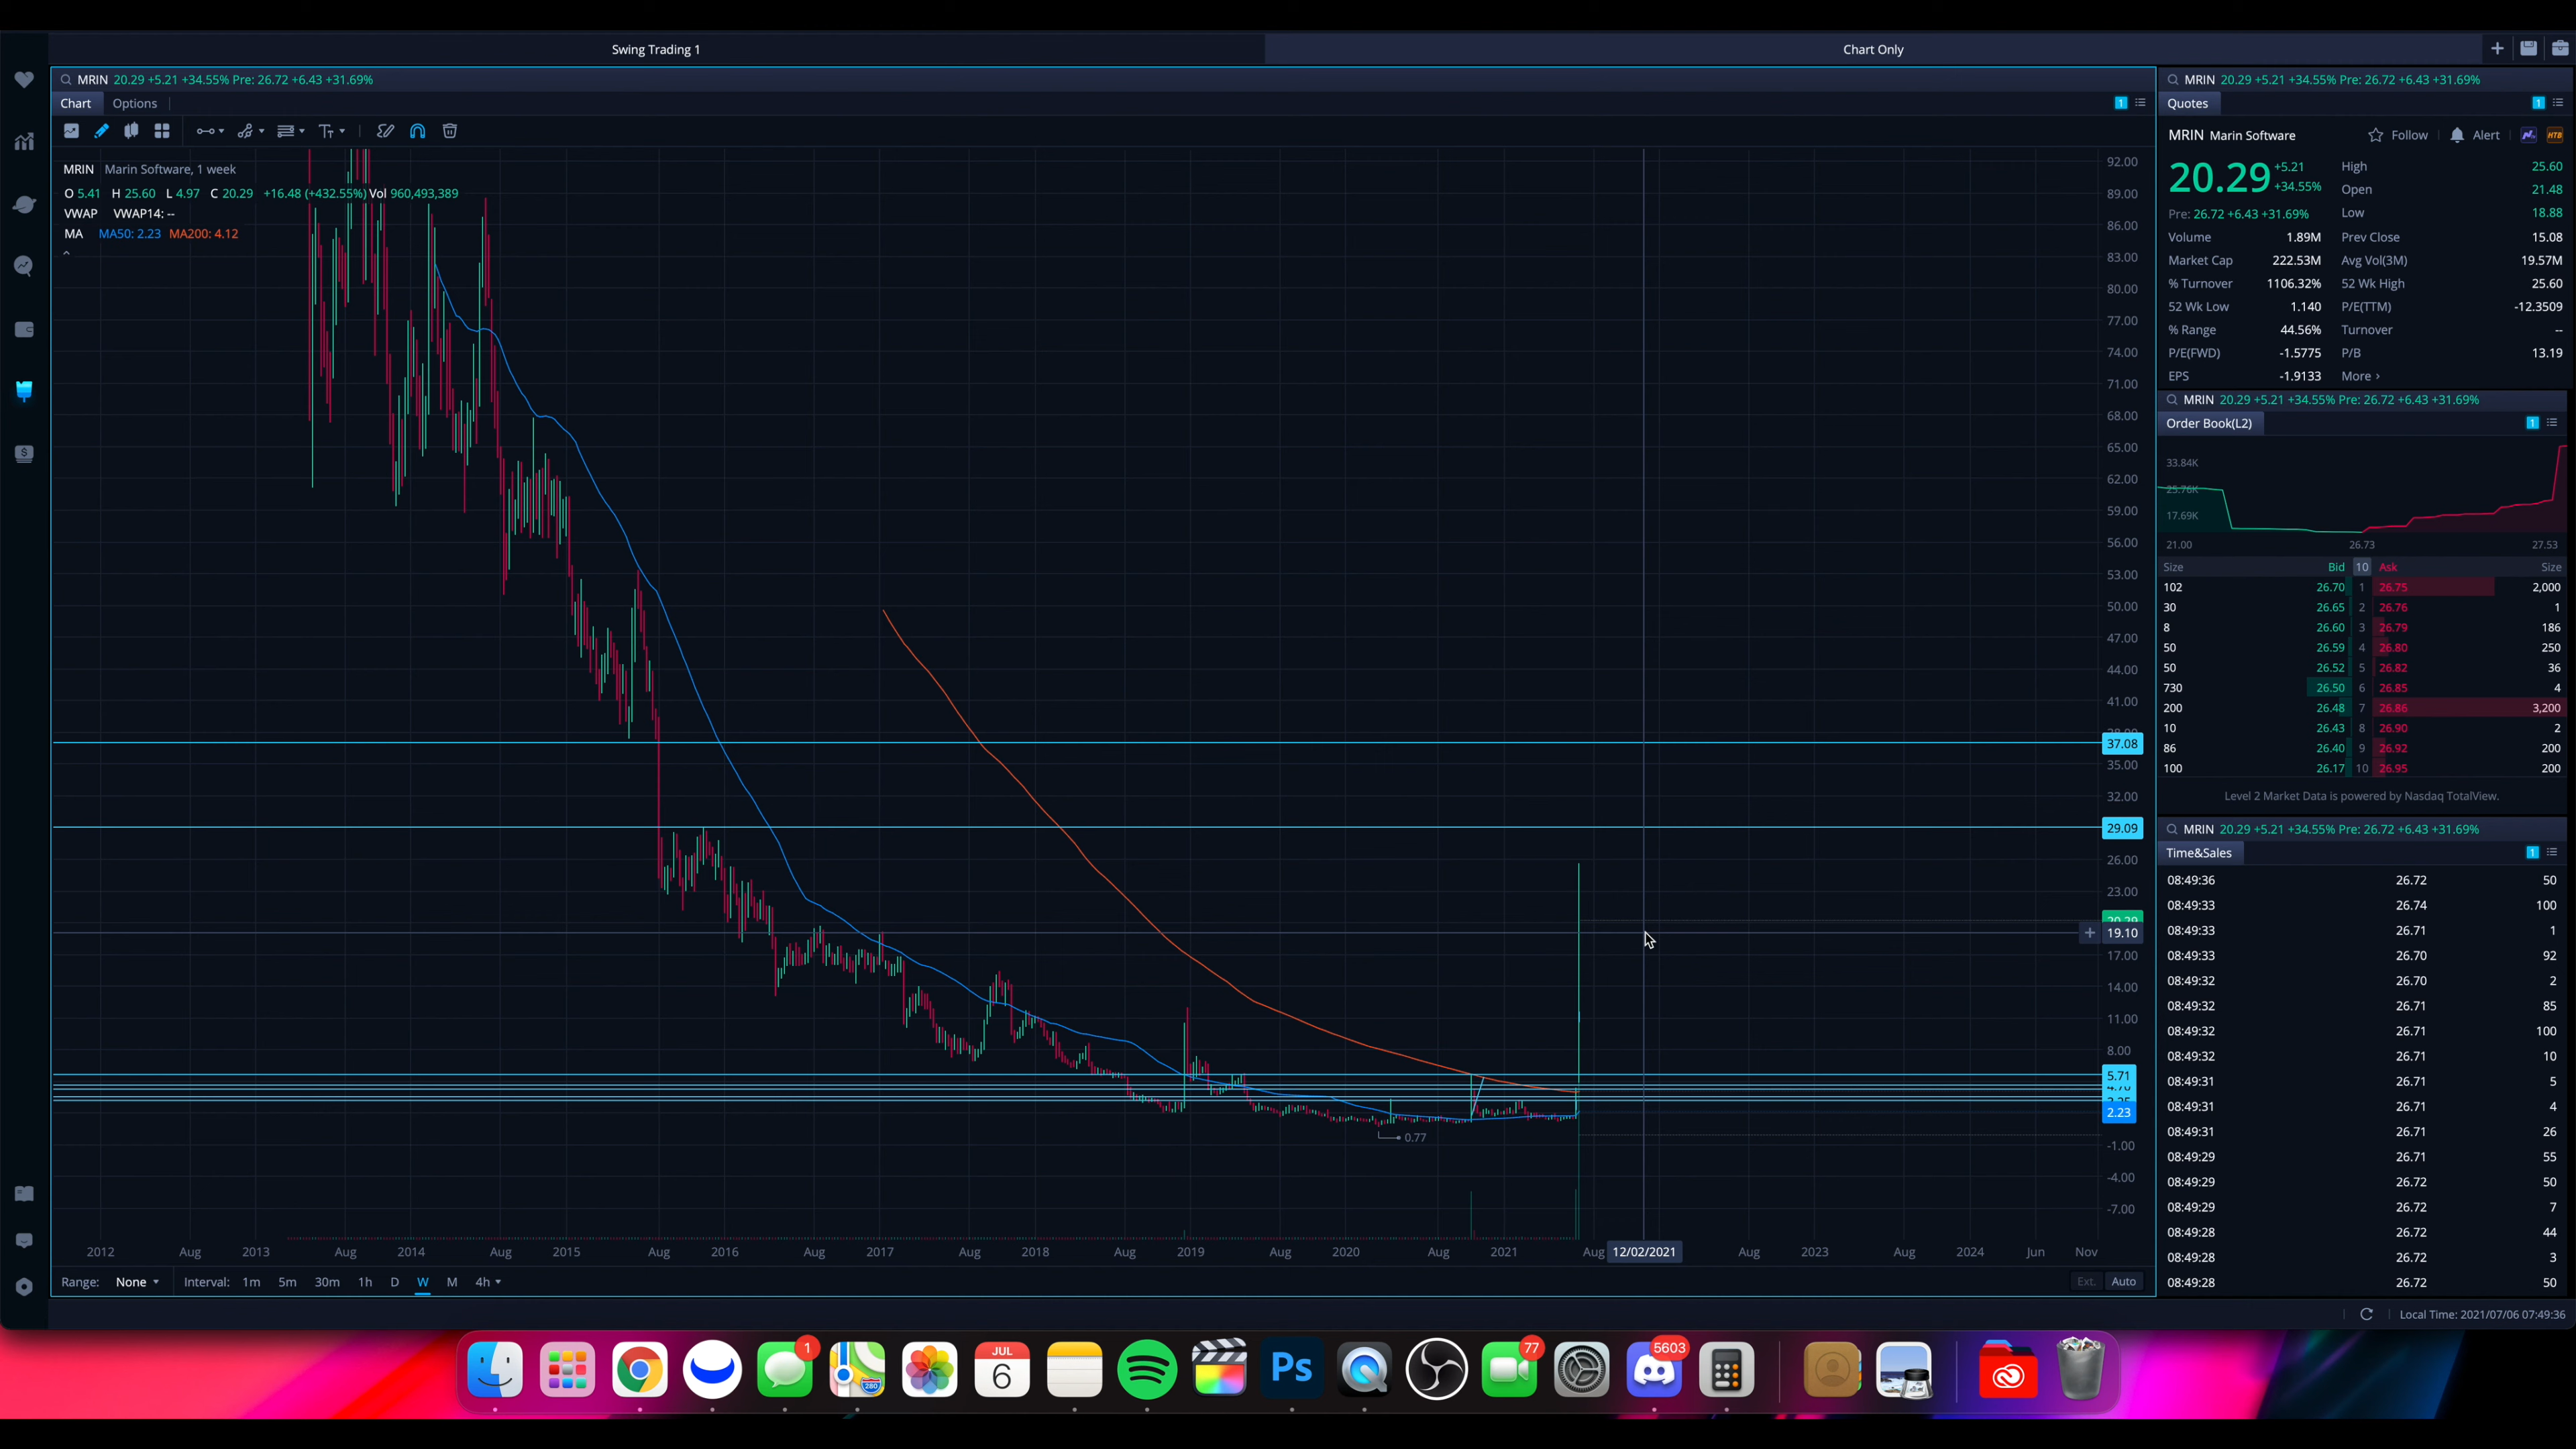 Swing Trading 1
Chart Only
MRIN 20.29 +5.21 +34.55% Pre: 26.72 +6.43 +31.69%
Chart Options
1
MRIN Marin Software, 1 week
O 5.41 H 25.60 L 4.97 C 20.29 +16.48 (+432.55%) Vol 960,493,389
VWAP VWAP14: --
MA MA50: 2.23 MA200: 4.12
92.00
89.00
86.00
83.00
80.00
77.00
74.00
71.00
68.00
65.00
62.00
59.00
56.00
53.00
50.00
47.00
44.00
41.00
37.08
35.00
32.00
29.09
26.00
23.00
20.29
19.10
17.00
14.00
11.00
8.00
5.71
2.23
-1.00
-4.00
-7.00
0.77
2012 Aug 2013 Aug 2014 Aug 2015 Aug 2016 Aug 2017 Aug 2018 Aug 2019 Aug 2020 Aug 2021 Aug 12/02/2021 Aug 2023 Aug 2024 Jun Nov
Range: None Interval: 1m 5m 30m 1h D W M 4h Ext. Auto
MRIN 20.29 +5.21 +34.55% Pre: 26.72 +6.43 +31.69%
Quotes 1
MRIN Marin Software Follow Alert HTB
20.29 +5.21 +34.55%
Pre: 26.72 +6.43 +31.69%
High 25.60
Open 21.48
Low 18.88
Volume 1.89M Prev Close 15.08
Market Cap 222.53M Avg Vol(3M) 19.57M
% Turnover 1106.32% 52 Wk High 25.60
52 Wk Low 1.140 P/E(TTM) -12.3509
% Range 44.56% Turnover --
P/E(FWD) -1.5775 P/B 13.19
EPS -1.9133 More >
MRIN 20.29 +5.21 +34.55% Pre: 26.72 +6.43 +31.69%
Order Book(L2) 1
33.84K
25.76K
17.69K
21.00 26.73 27.53
Size Bid 10 Ask Size
102 26.70 1 26.75 2,000
30 26.65 2 26.76 1
8 26.60 3 26.79 186
50 26.59 4 26.80 250
50 26.52 5 26.82 36
730 26.50 6 26.85 4
200 26.48 7 26.86 3,200
10 26.43 8 26.90 2
86 26.40 9 26.92 200
100 26.17 10 26.95 200
Level 2 Market Data is powered by Nasdaq TotalView.
MRIN 20.29 +5.21 +34.55% Pre: 26.72 +6.43 +31.69%
Time&Sales 1
08:49:36 26.72 50
08:49:33 26.74 100
08:49:33 26.71 1
08:49:33 26.70 92
08:49:32 26.70 2
08:49:32 26.71 85
08:49:32 26.71 100
08:49:32 26.71 10
08:49:31 26.71 5
08:49:31 26.71 4
08:49:31 26.71 26
08:49:29 26.71 55
08:49:29 26.72 50
08:49:29 26.72 7
08:49:28 26.72 44
08:49:28 26.72 3
08:49:28 26.72 50
Local Time: 2021/07/06 07:49:36
1
280
JUL
6
Ps
77
5603